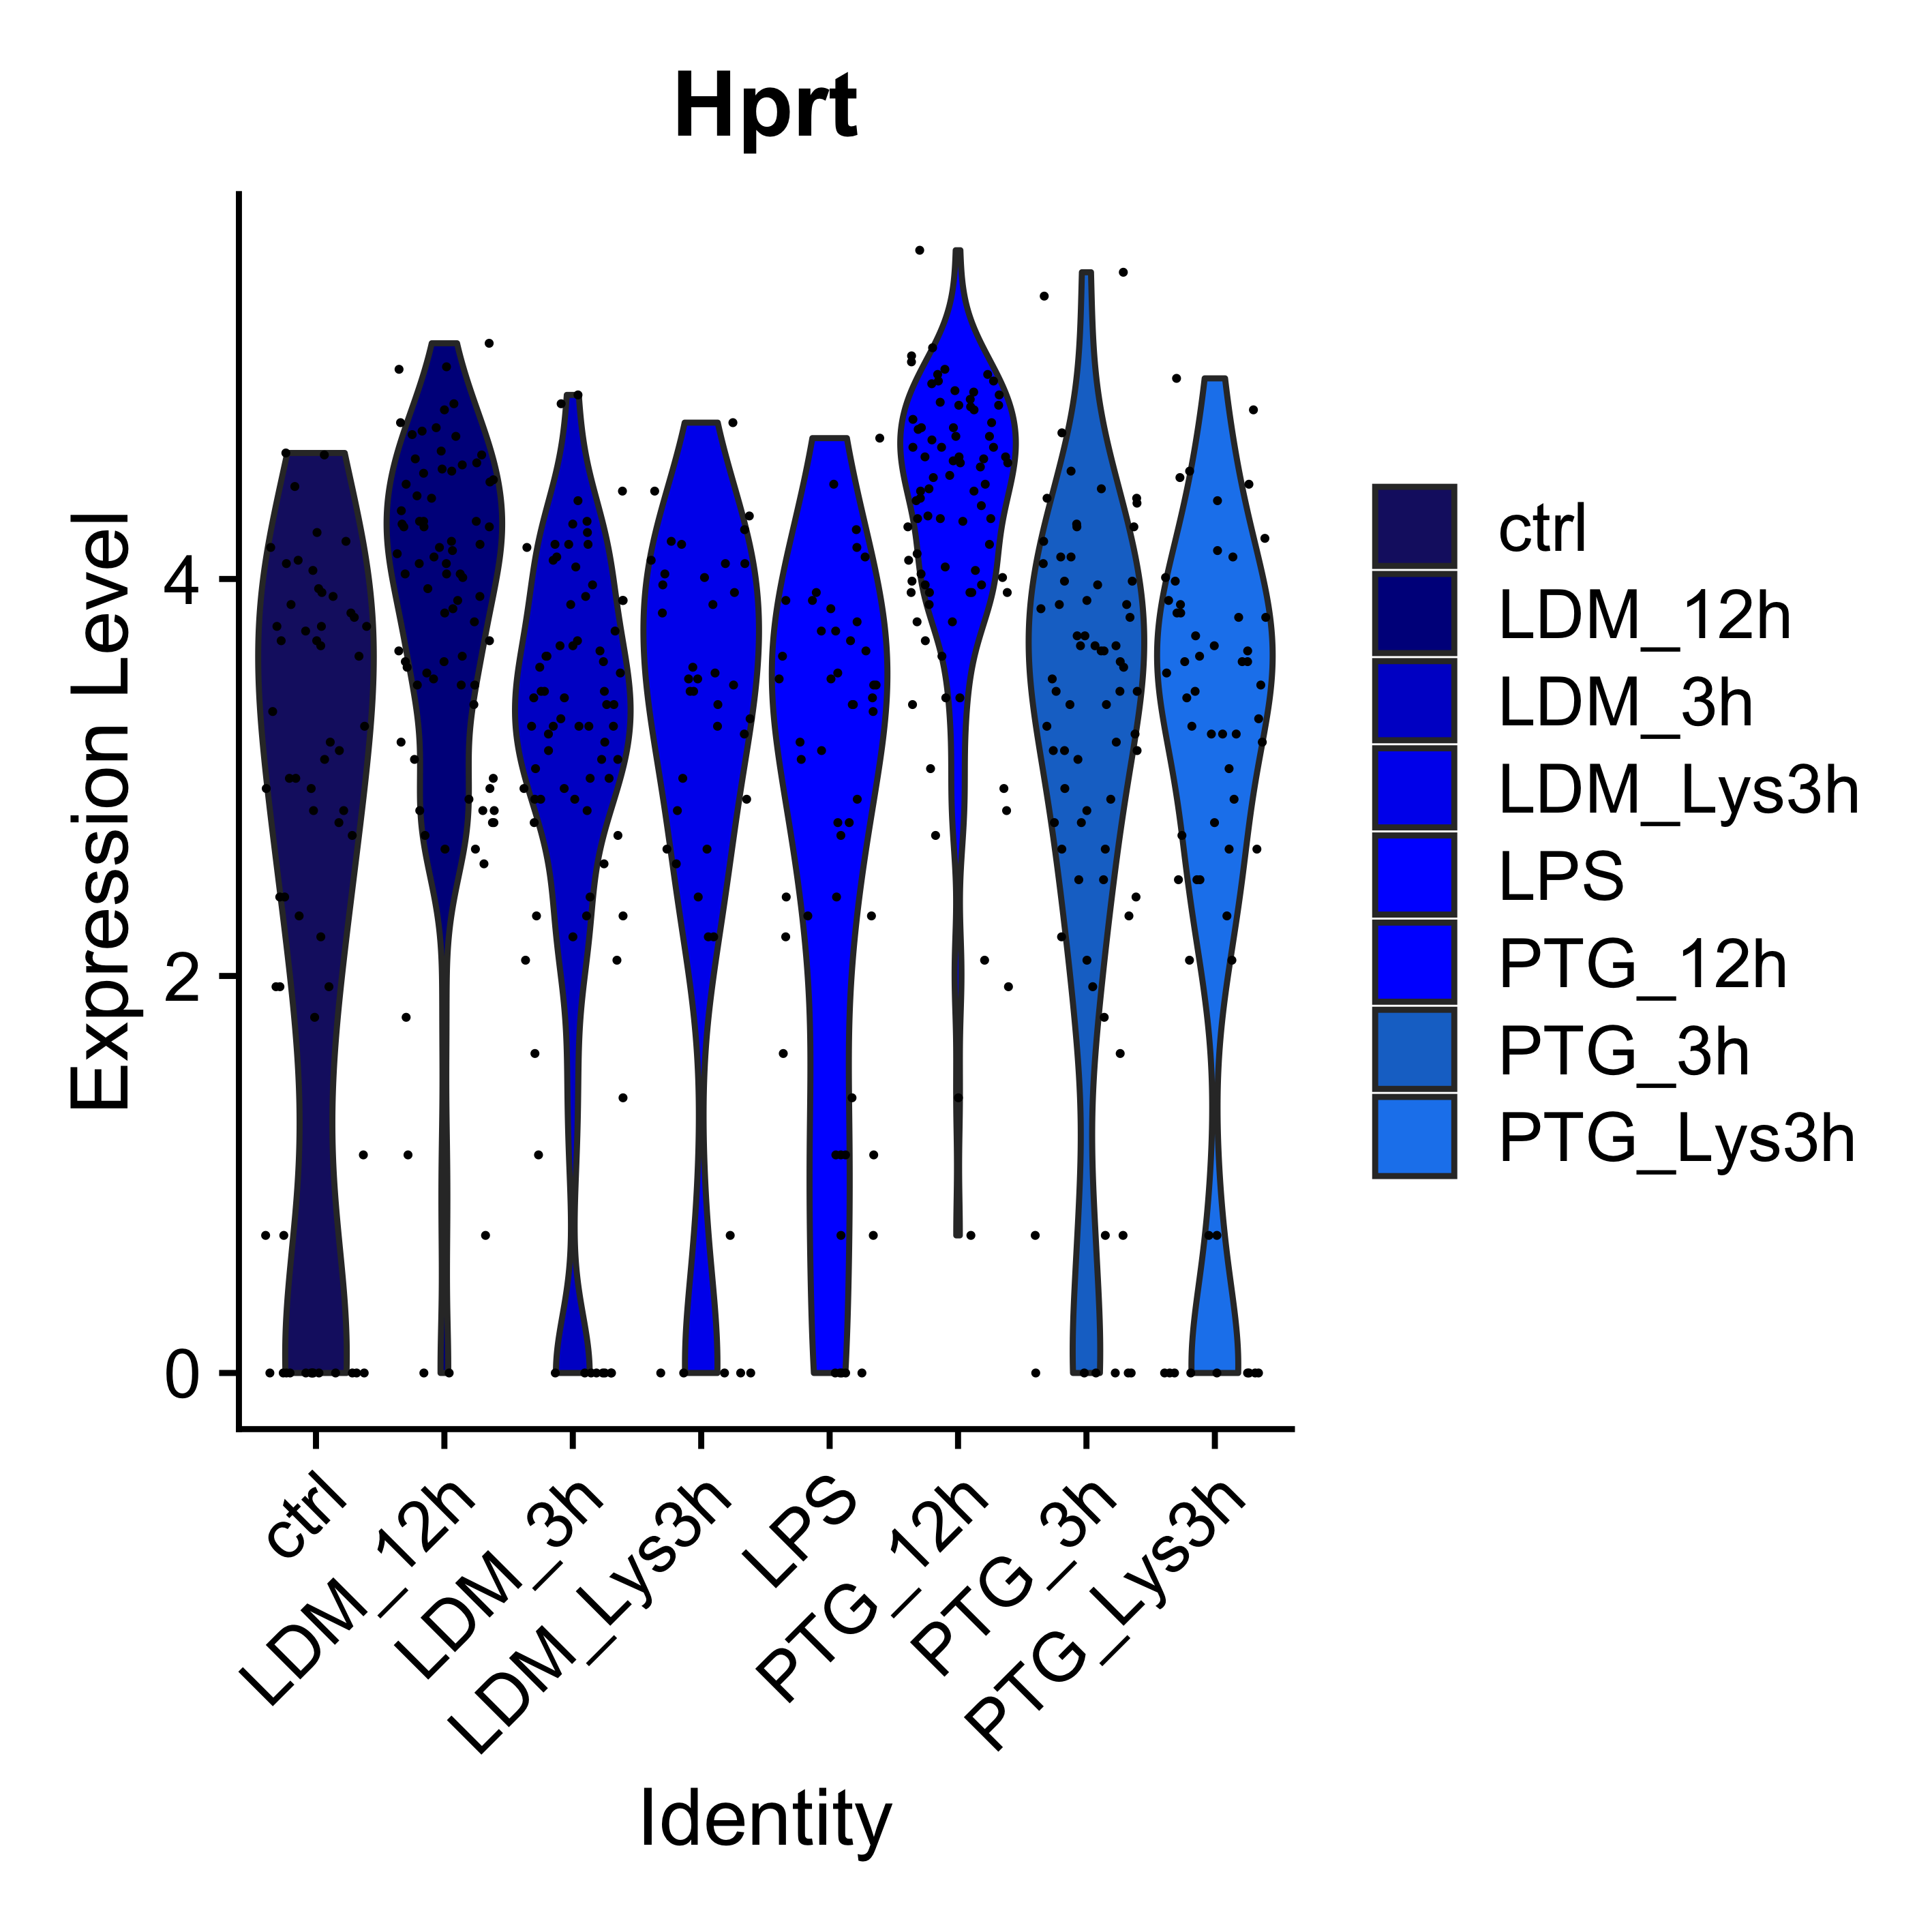 Hprt
Expression Level
4
2
0
ctrl
LDM_12h
LDM_3h
LDM_Lys3h
LPS
PTG_12h
PTG_3h
PTG_Lys3h
Identity
ctrl
LDM_12h
LDM_3h
LDM_Lys3h
LPS
PTG_12h
PTG_3h
PTG_Lys3h